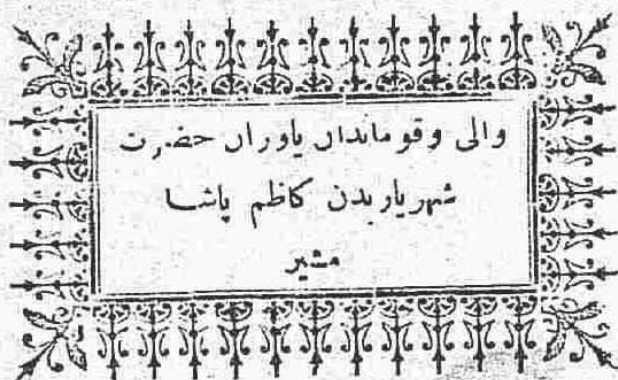 والی وقوماندان یاوران حضرت
شهریاریدن کاظم پاشا
مشیر